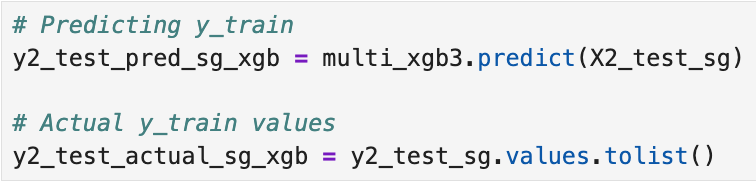 # Predicting y_train
y2_test_pred_sg_xgb = multi_xgb3.predict(X2_test_sg)
# Actual y_train values
y2_test_actual_sg_xgb = y2_test_sg.values.tolist()